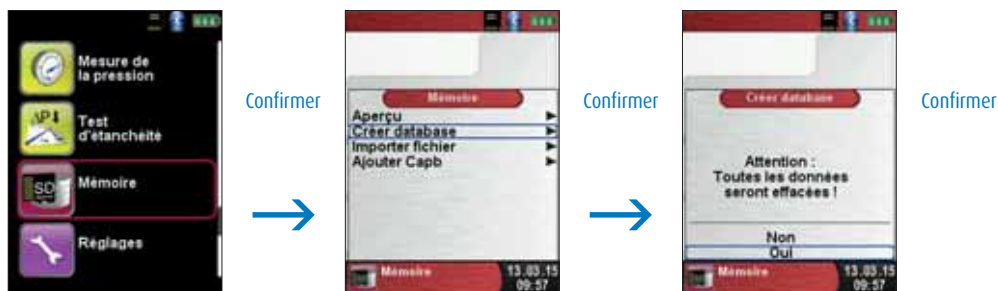 Mesure de
la pression
Test
d'étanchéité
SD
Mémoire
Réglages
Confirmer
Mémoire
Aperçu
Créer database
Importer fichier
Ajouter Capb
Mémoire
13.03.15
09:57
Confirmer
Créer database
Attention :
Toutes les données
seront effacées !
Non
Oui
Mémoire
13.03.15
09:57
Confirmer